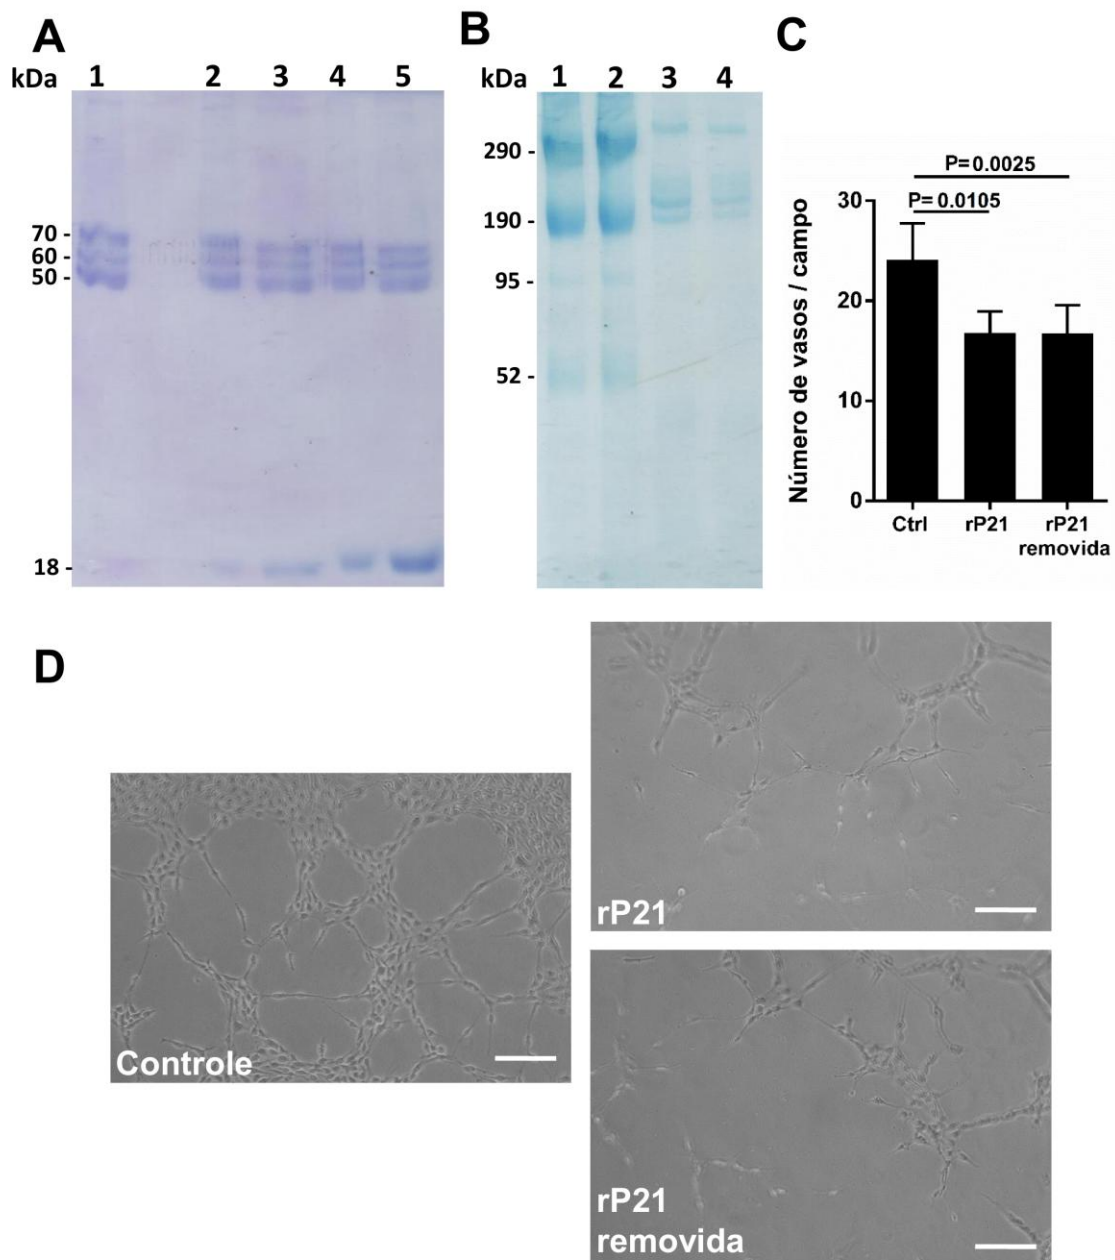 A
kDa 1 2 3 4 5
70 -
60 -
50 -
18 -
B
kDa 1 2 3 4
290 -
190 -
95 -
52 -
C
P=0.0025
P=0.0105
Número de vasos / campo
30
20
10
0
Ctrl rP21 rP21
removida
D
Controle
rP21
rP21
removida